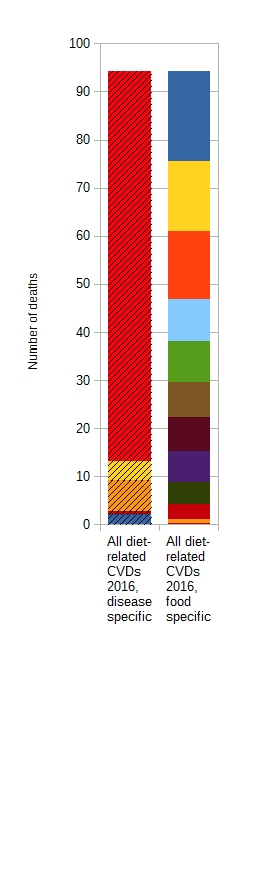 100
90
80
70
60
50
40
30
20
10
0
Number of deaths
All diet-
related
CVDs
2016,
disease
specific
All diet-
related
CVDs
2016,
food
specific